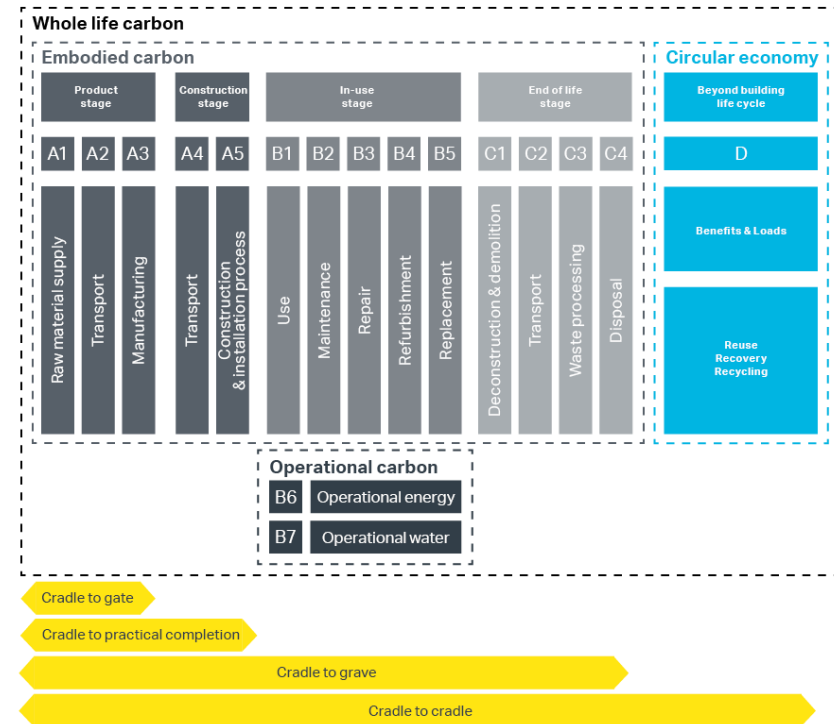 Whole life carbon
Embodied carbon
Circular economy
Product
stage
Construction
stage
In-use
stage
End of life
stage
Beyond building
life cycle
A1
A2
A3
A4
A5
B1
B2
B3
B4
B5
C1
C2
C3
C4
D
Raw material supply
Transport
Manufacturing
Transport
Construction
& installation process
Use
Maintenance
Repair
Refurbishment
Replacement
Deconstruction & demolition
Transport
Waste processing
Disposal
Benefits & Loads
Reuse
Recovery
Recycling
Operational carbon
B6
Operational energy
B7
Operational water
Cradle to gate
Cradle to practical completion
Cradle to grave
Cradle to cradle